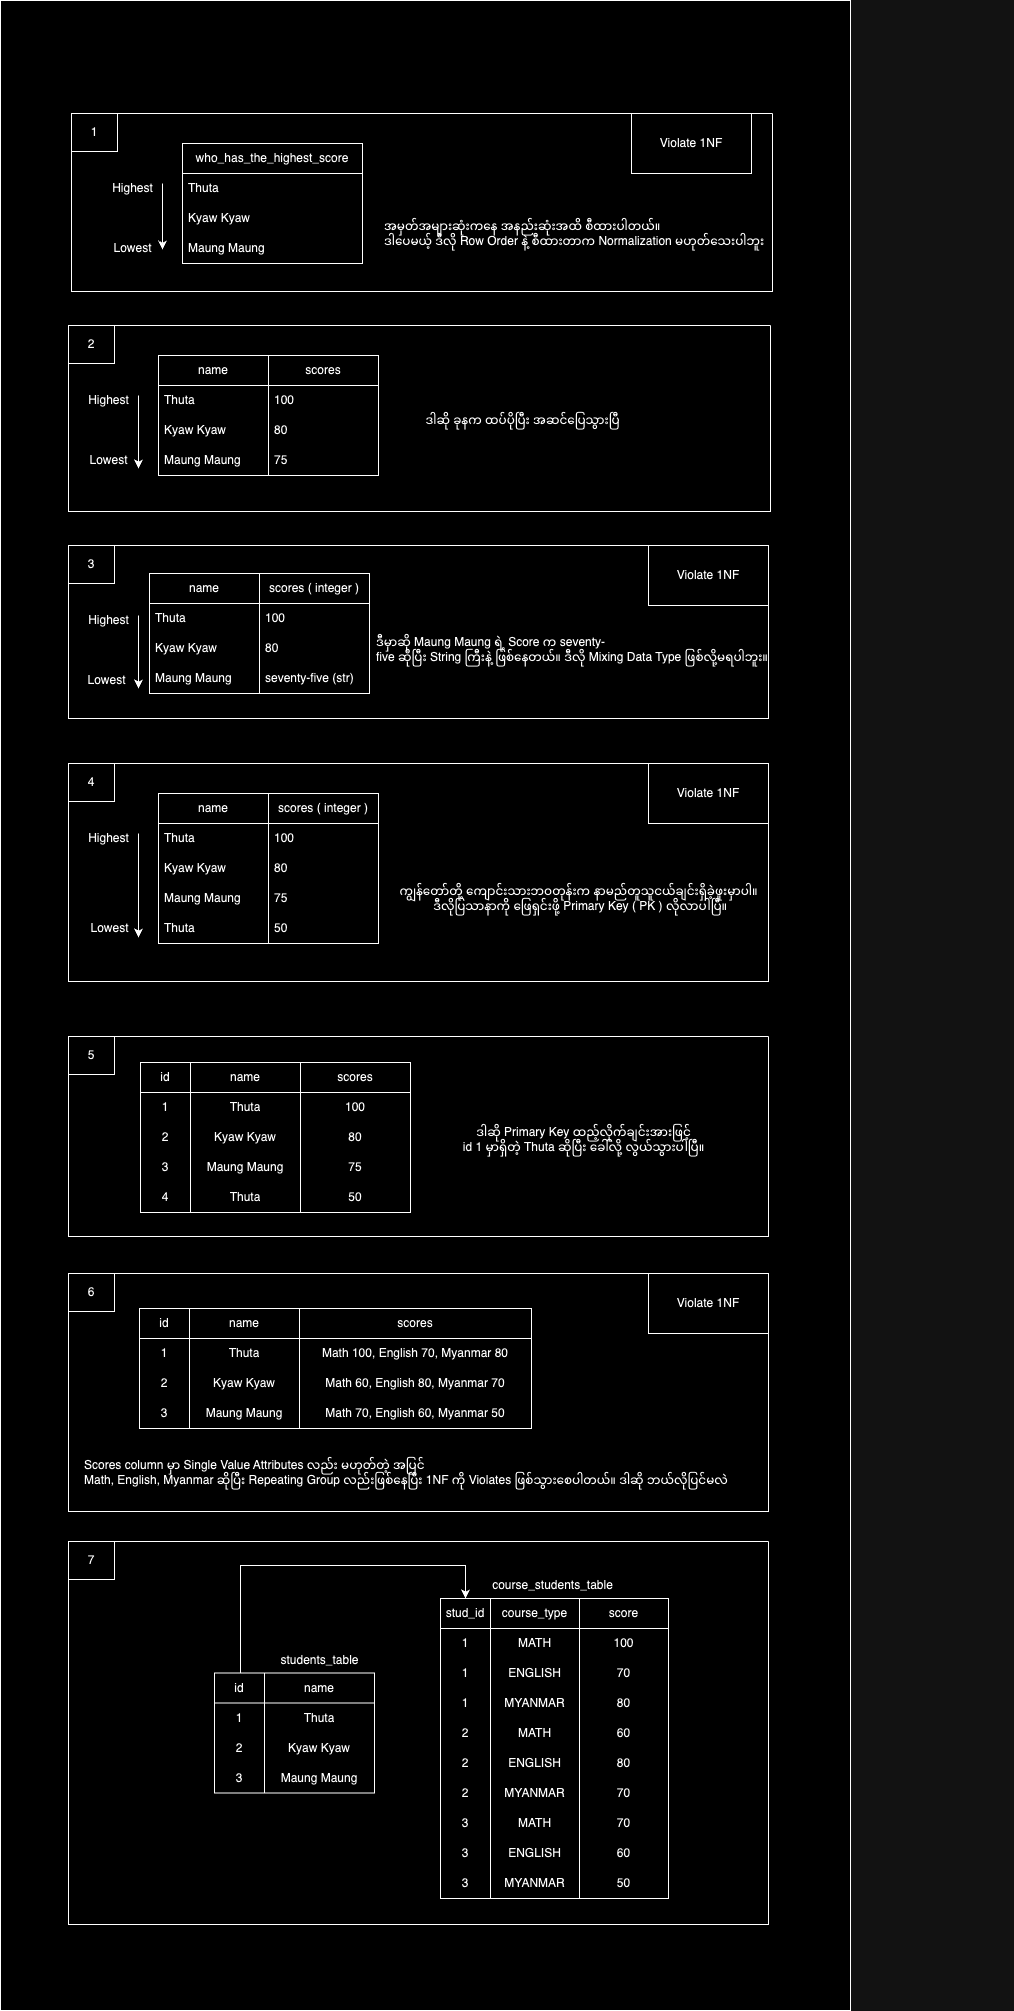 1
Violate 1NF
who_has_the_highest_score
Highest
Thuta
Kyaw Kyaw
Lowest
Maung Maung
အမှတ်အများဆုံးကနေ အနည်းဆုံးအထိ စီထားပါတယ်။
ဒါပေမယ့် ဒီလို Row Order နဲ့ စီထားတာက Normalization မဟုတ်သေးပါဘူး
2
name scores
Highest
Thuta 100
Kyaw Kyaw 80
Lowest
Maung Maung 75
ဒါဆို ခုနက ထပ်ပိုပြီး အဆင်ပြေသွားပြီ
3
Violate 1NF
name scores ( integer )
Highest
Thuta 100
Kyaw Kyaw 80
Lowest
Maung Maung seventy-five (str)
ဒီမှာဆို Maung Maung ရဲ့ Score က seventy-
five ဆိုပြီး String ကြီးနဲ့ ဖြစ်နေတယ်။ ဒီလို Mixing Data Type ဖြစ်လို့မရပါဘူး။
4
Violate 1NF
name scores ( integer )
Highest
Thuta 100
Kyaw Kyaw 80
Maung Maung 75
Lowest
Thuta 50
ကျွန်တော်တို့ ကျောင်းသားဘဝတုန်းက နာမည်တူသူငယ်ချင်းရှိခဲ့ဖူးမှာပါ။
ဒီလိုပြသာနာကို ဖြေရှင်းဖို့ Primary Key ( PK ) လိုလာပါပြီ။
5
id name scores
1 Thuta 100
2 Kyaw Kyaw 80
3 Maung Maung 75
4 Thuta 50
ဒါဆို Primary Key ထည့်လိုက်ချင်းအားဖြင့်
id 1 မှာရှိတဲ့ Thuta ဆိုပြီး ခေါ်လို့ လွယ်သွားပါပြီ။
6
Violate 1NF
id name scores
1 Thuta Math 100, English 70, Myanmar 80
2 Kyaw Kyaw Math 60, English 80, Myanmar 70
3 Maung Maung Math 70, English 60, Myanmar 50
Scores column မှာ Single Value Attributes လည်း မဟုတ်တဲ့ အပြင်
Math, English, Myanmar ဆိုပြီး Repeating Group လည်းဖြစ်နေပြီး 1NF ကို Violates ဖြစ်သွားစေပါတယ်။ ဒါဆို ဘယ်လိုပြင်မလဲ
7
students_table
id name
1 Thuta
2 Kyaw Kyaw
3 Maung Maung
course_students_table
stud_id course_type score
1 MATH 100
1 ENGLISH 70
1 MYANMAR 80
2 MATH 60
2 ENGLISH 80
2 MYANMAR 70
3 MATH 70
3 ENGLISH 60
3 MYANMAR 50